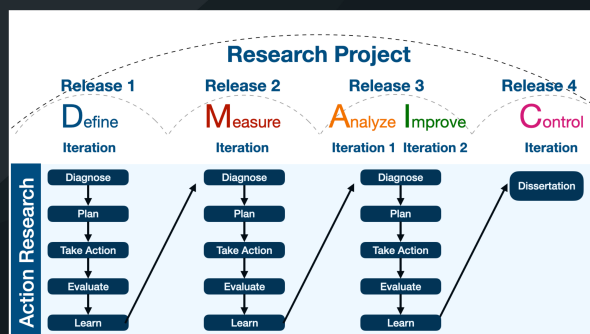 Research Project
Release 1 Release 2 Release 3 Release 4
Define Measure Analyze Improve Control
Iteration Iteration Iteration 1 Iteration 2 Iteration
Action Research
Diagnose Diagnose Diagnose Dissertation
Plan Plan Plan
Take Action Take Action Take Action
Evaluate Evaluate Evaluate
Learn Learn Learn